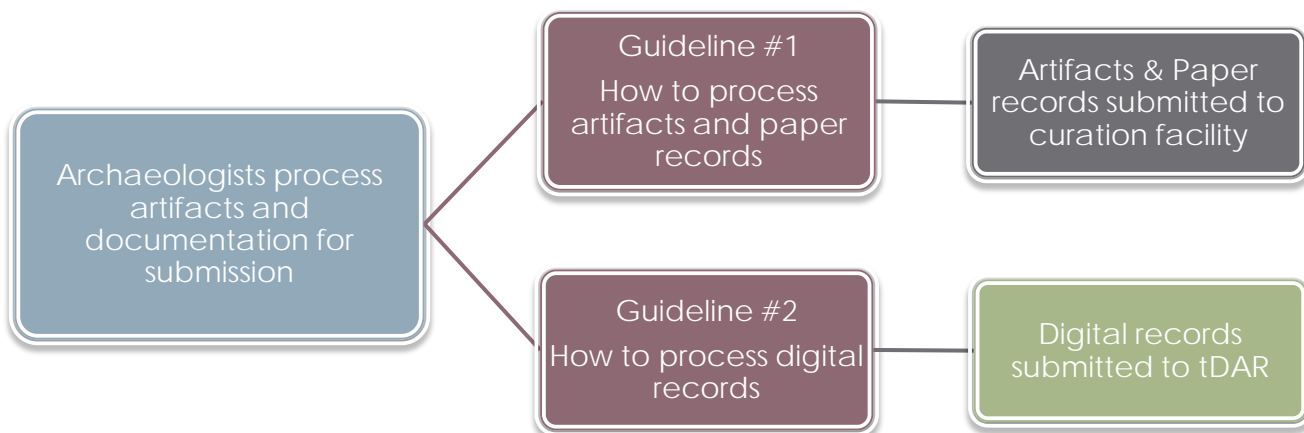 Archaeologists process
artifacts and
documentation for
submission
Guideline #1
How to process
artifacts and paper
records
Artifacts & Paper
records submitted to
curation facility
Guideline #2
How to process digital
records
Digital records
submitted to tDAR